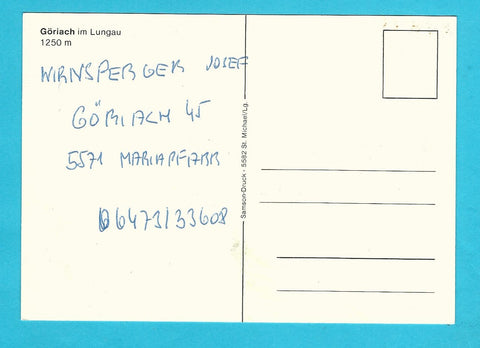 Göriach im Lungau
1250 m
WIRNSPERGER JOSEF
GÖRIACH 45
5571 MARIAPFARR
06473/33608
Samson-Druck · 5582 St. Michael/Lg.